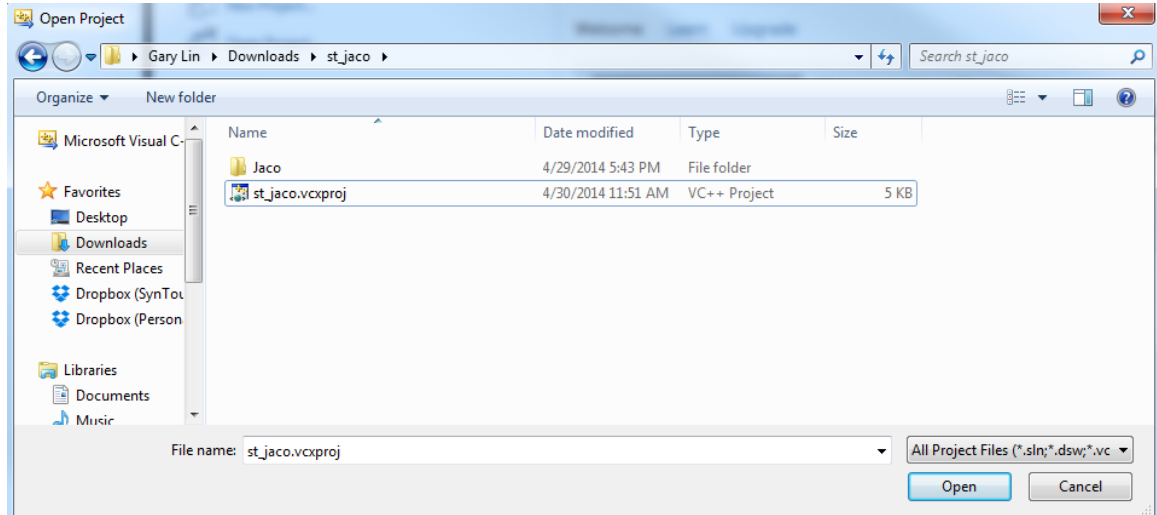 Open Project
Gary Lin Downloads st_jaco
Search st_jaco
Organize New folder
Name Date modified Type Size
Microsoft Visual C-
Jaco 4/29/2014 5:43 PM File folder
Favorites
st_jaco.vcxproj 4/30/2014 11:51 AM VC++ Project 5 KB
Desktop
Downloads
Recent Places
Dropbox (SynTou
Dropbox (Person
Libraries
Documents
Music
File name: st_jaco.vcxproj
All Project Files (*.sln;*.dsw;*.vc
Open Cancel